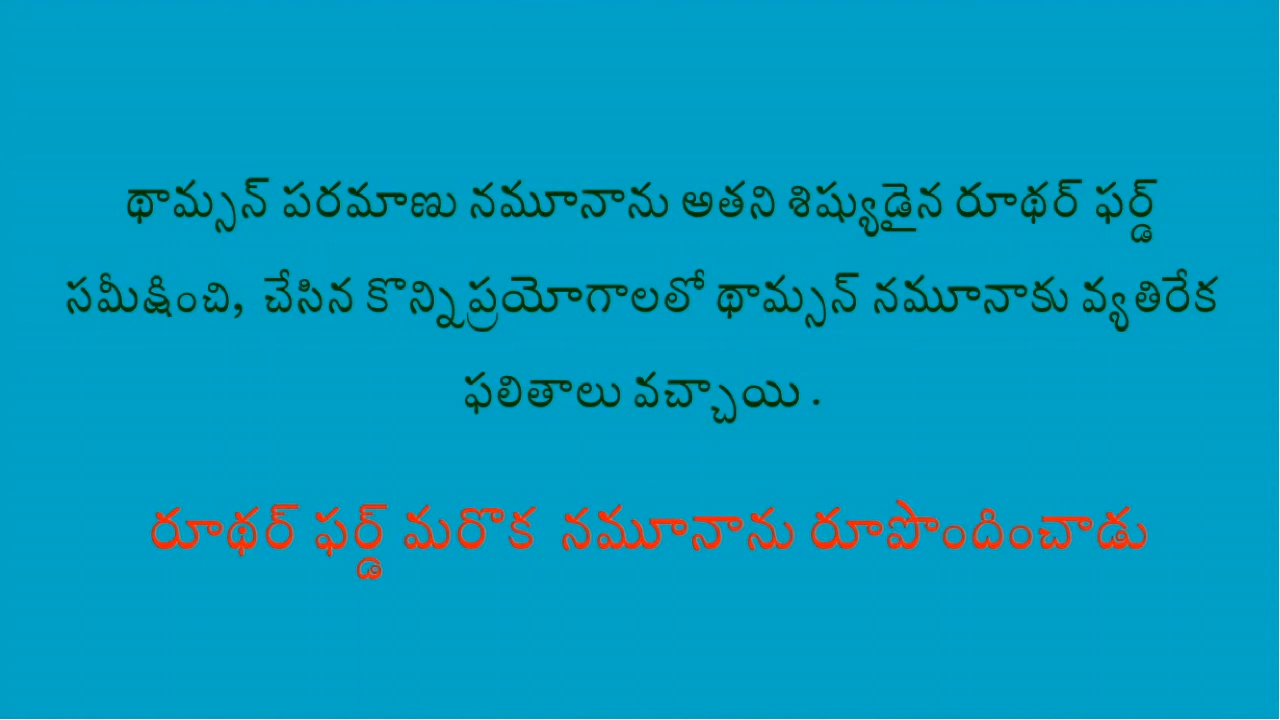 థామ్సన్ పరమాణు నమూనాను అతని శిష్యుడైన రూథర్ ఫర్డ్
సమీక్షించి, చేసిన కొన్నిప్రయోగాలలో థామ్సన్ నమూనాకు వ్యతిరేక
ఫలితాలు వచ్చాయి .
రూథర్ ఫర్డ్ మరొక నమూనాను రూపొందించాడు